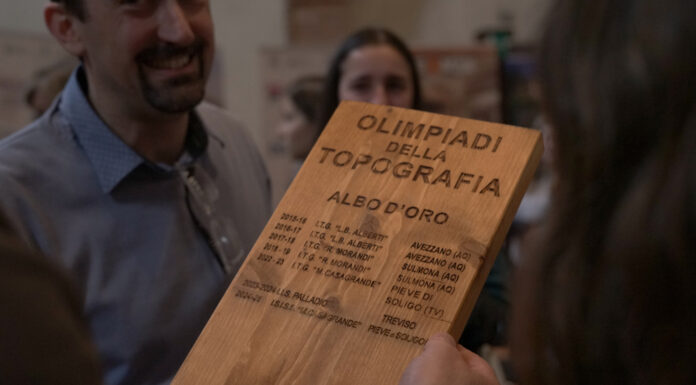 OLIMPIADI
DELLA
TOPOGRAFIA
ALBO D'ORO
2015-16 I.T.G. "L.B. ALBERTI" AVEZZANO (AQ)
2016-17 I.T.G. "L.B. ALBERTI" AVEZZANO (AQ)
2017-18 I.T.G. "R. MORANDI" SULMONA (AQ)
2018-19 I.T.G. "R. MORANDI" SULMONA (AQ)
2022-23 I.T.G. "M. CASAGRANDE" PIEVE DI
SOLIGO (TV)
2023-2024 I.I.S. PALLADIO TREVISO
2024-25 I.S.I.S.S. CASAGRANDE" PIEVE di SOLIGO